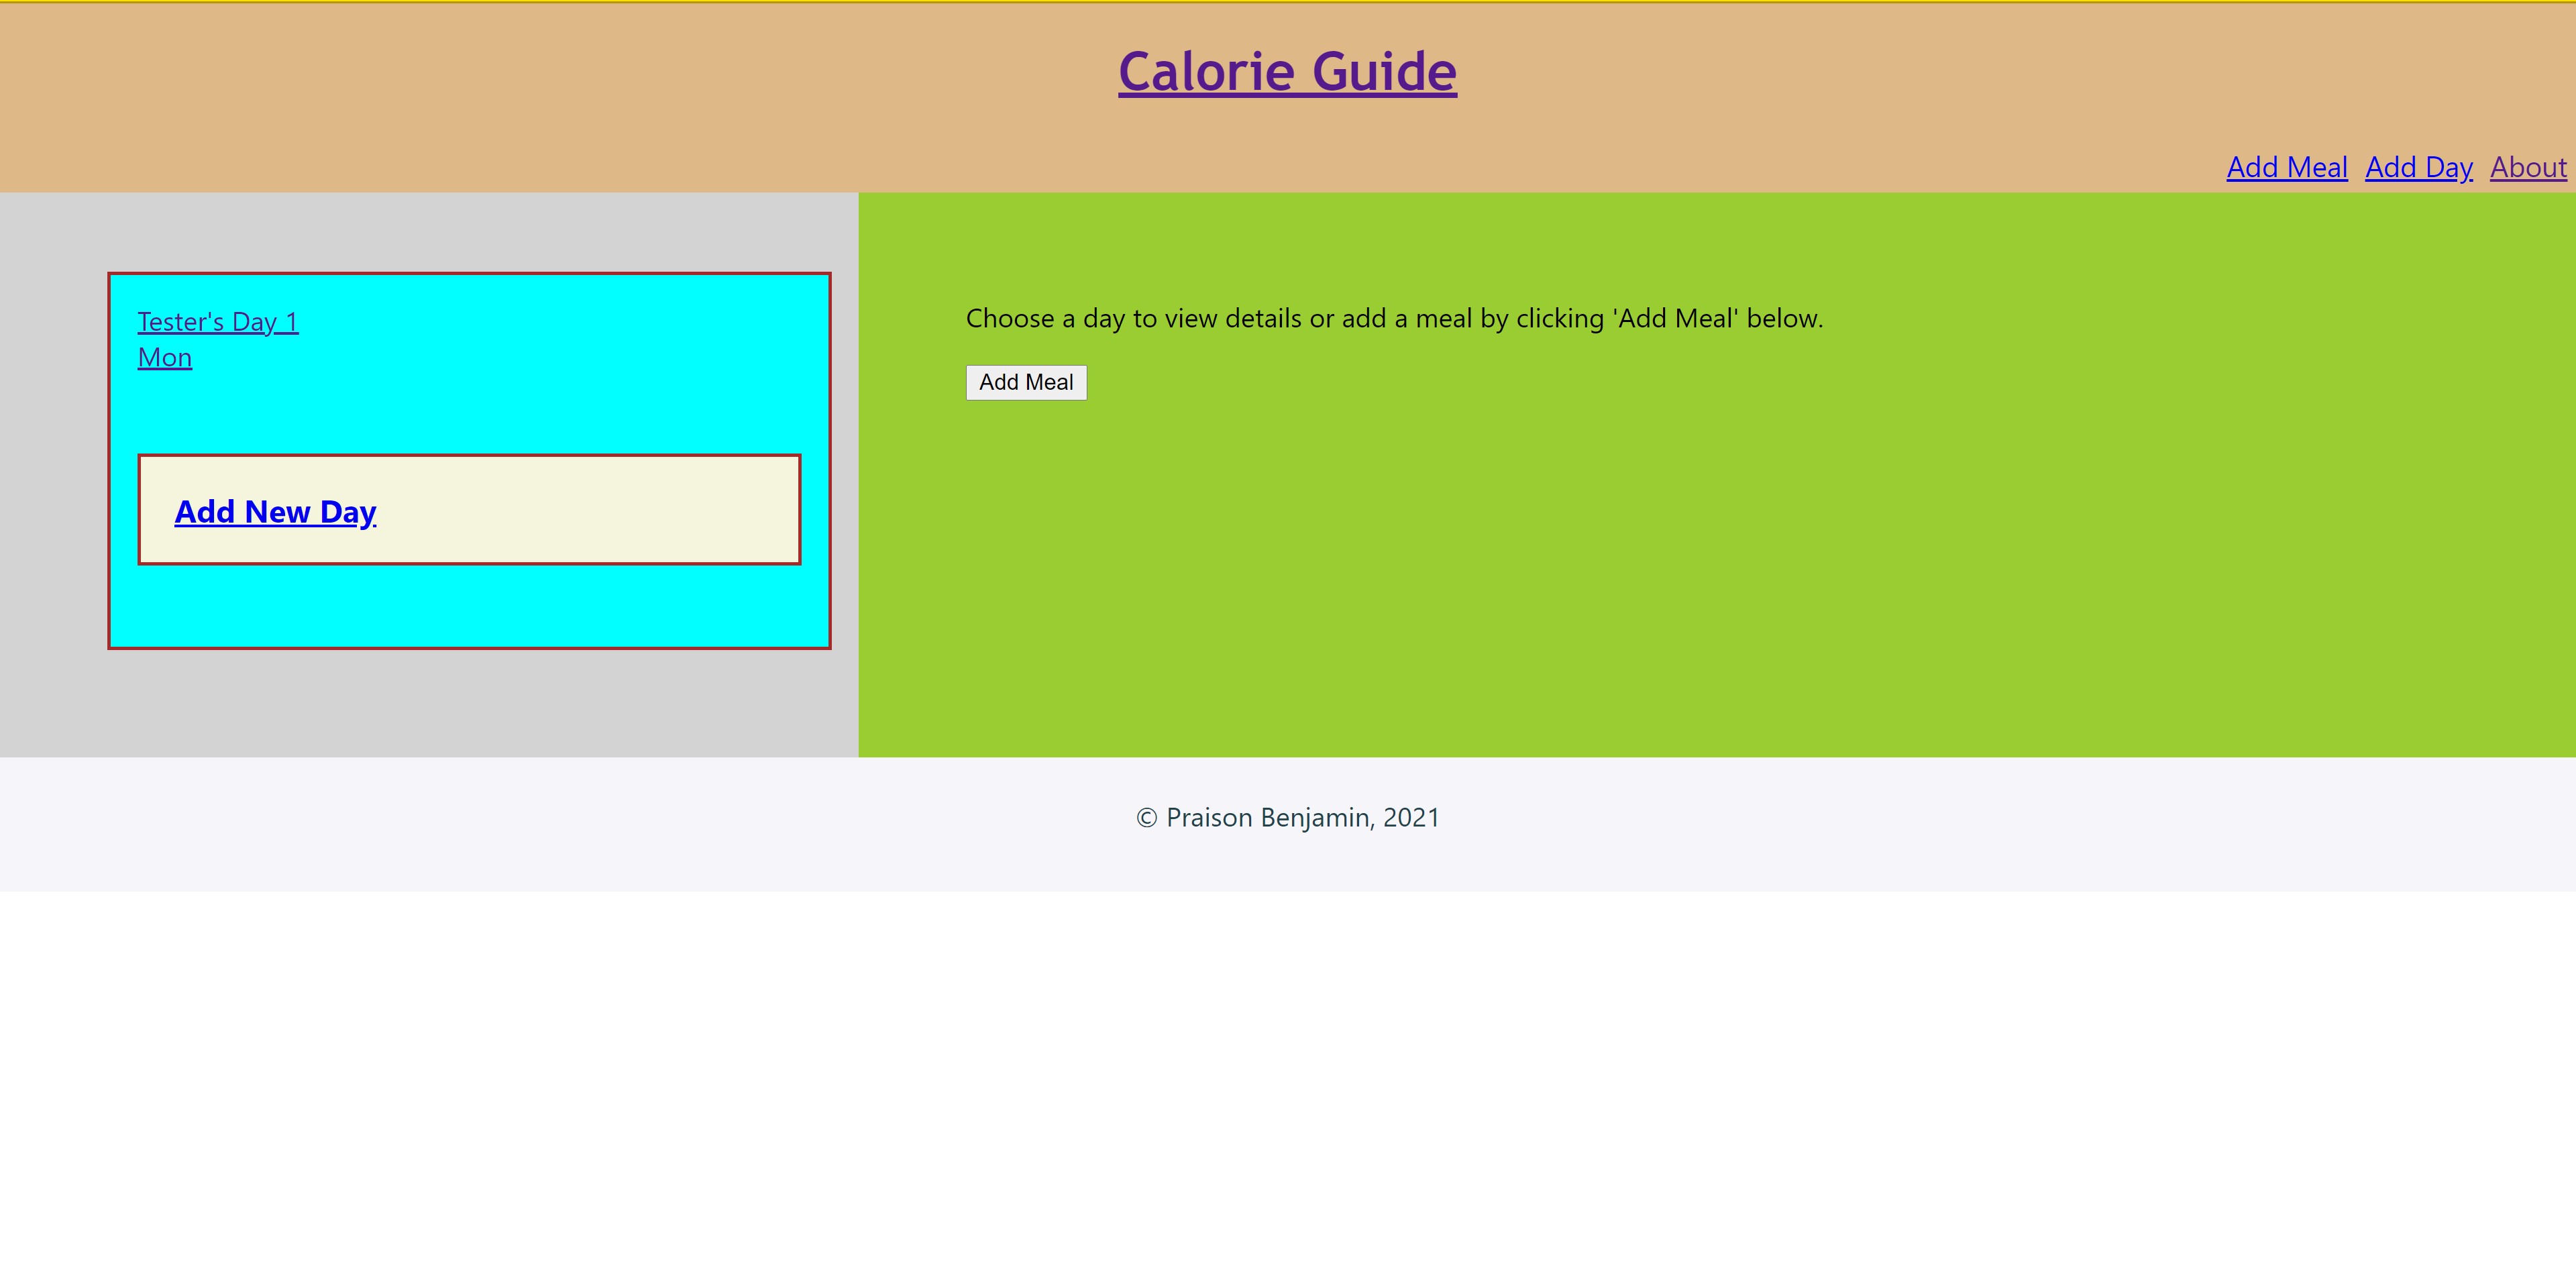 Calorie Guide
Add Meal Add Day About
Tester's Day 1
Mon
Add New Day
Choose a day to view details or add a meal by clicking 'Add Meal' below.
Add Meal
© Praison Benjamin, 2021